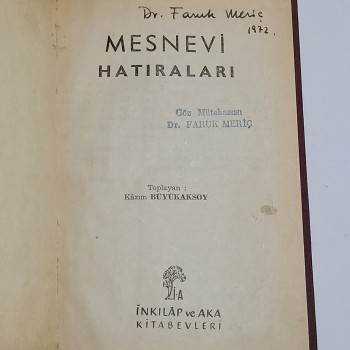 Dr. Faruk Meriç
1972.
MESNEVİ
HATIRALARI
Göz Mütehassısı
Dr. FARUK MERİÇ
Toplayan :
Kâzım BÜYÜKAKSOY
İ-A
İNKILÂP ve AKA
KİTABEVLERİ